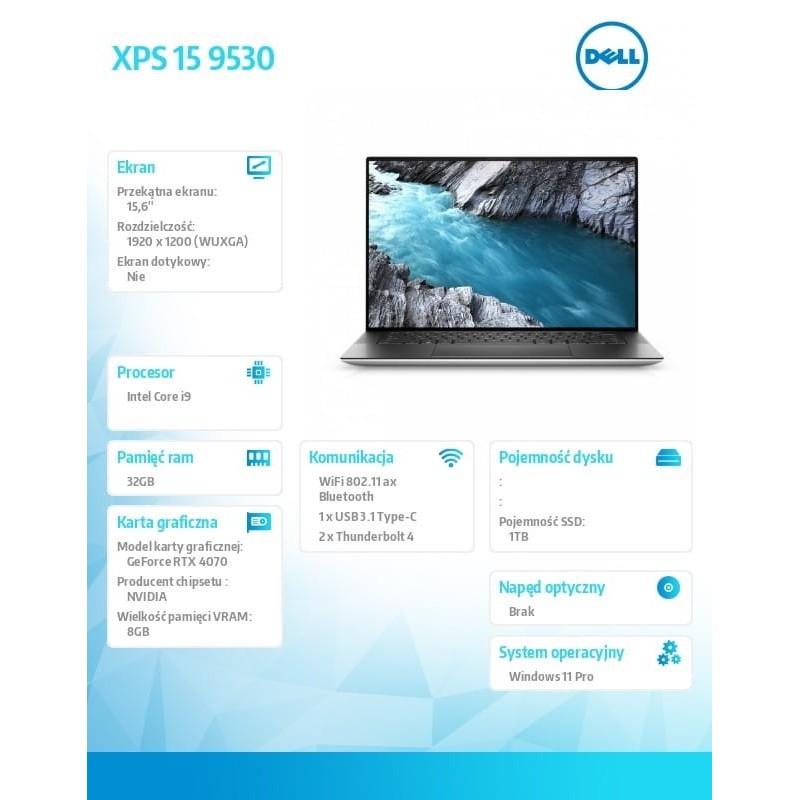 XPS 15 9530
DELL
Ekran
Przekątna ekranu:
15,6"
Rozdzielczość:
1920 x 1200 (WUXGA)
Ekran dotykowy:
Nie
Procesor
Intel Core i9
Pamięć ram
32GB
Karta graficzna
Model karty graficznej:
GeForce RTX 4070
Producent chipsetu :
NVIDIA
Wielkość pamięci VRAM:
8GB
Komunikacja
WiFi 802.11 ax
Bluetooth
1 x USB 3.1 Type-C
2 x Thunderbolt 4
Pojemność dysku
:
:
Pojemność SSD:
1TB
Napęd optyczny
Brak
System operacyjny
Windows 11 Pro